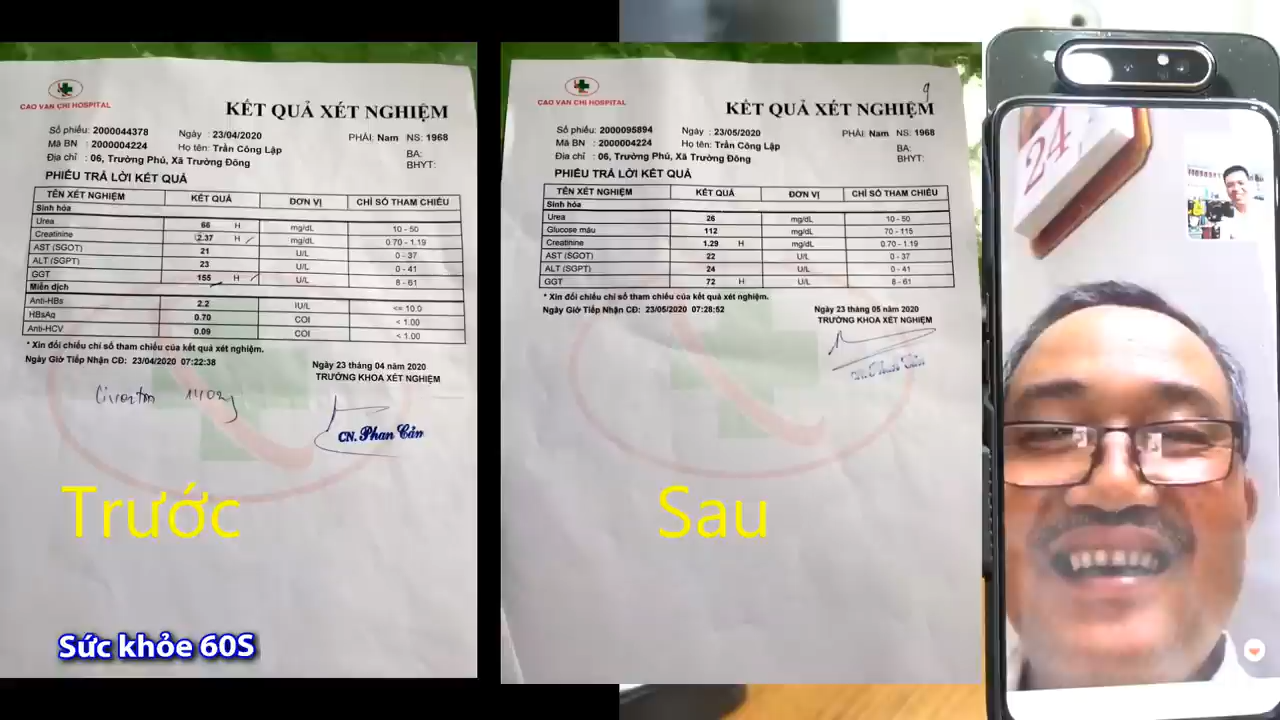 CAO VAN CHI HOSPITAL
KẾT QUẢ XÉT NGHIỆM
Số phiếu: 2000044378 Ngày : 23/04/2020 PHÁI: Nam NS: 1968
Mã BN : 2000004224 Họ tên: Trần Công Lập BA:
Địa chỉ : 06, Trường Phú, Xã Trường Đông BHYT:
PHIẾU TRẢ LỜI KẾT QUẢ
TÊN XÉT NGHIỆM KẾT QUẢ ĐƠN VỊ CHỈ SỐ THAM CHIẾU
Sinh hóa
Urea 66 H mg/dL 10 - 50
Creatinine 2.37 H mg/dL 0.70 - 1.19
AST (SGOT) 21 U/L 0 - 37
ALT (SGPT) 23 U/L 0 - 41
GGT 155 H U/L 8 - 61
Miễn dịch
Anti-HBs 2.2 IU/L <= 10.0
HBsAg 0.70 COI < 1.00
Anti-HCV 0.09 COI < 1.00
* Xin đối chiếu chỉ số tham chiếu của kết quả xét nghiệm.
Ngày Giờ Tiếp Nhận CĐ: 23/04/2020 07:22:38
Ngày 23 tháng 04 năm 2020
TRƯỞNG KHOA XÉT NGHIỆM
CN. Phan Cản
Trước
Sức khỏe 60S
9
CAO VAN CHI HOSPITAL
KẾT QUẢ XÉT NGHIỆM
Số phiếu: 2000095894 Ngày : 23/05/2020 PHÁI: Nam NS: 1968
Mã BN : 2000004224 Họ tên: Trần Công Lập BA:
Địa chỉ : 06, Trường Phú, Xã Trường Đông BHYT:
PHIẾU TRẢ LỜI KẾT QUẢ
TÊN XÉT NGHIỆM KẾT QUẢ ĐƠN VỊ CHỈ SỐ THAM CHIẾU
Sinh hóa
Urea 26 mg/dL 10 - 50
Glucose máu 112 mg/dL 70 - 115
Creatinine 1.29 H mg/dL 0.70 - 1.19
AST (SGOT) 22 U/L 0 - 37
ALT (SGPT) 24 U/L 0 - 41
GGT 72 H U/L 8 - 61
* Xin đối chiếu chỉ số tham chiếu của kết quả xét nghiệm.
Ngày Giờ Tiếp Nhận CĐ: 23/05/2020 07:28:52
Ngày 23 tháng 05 năm 2020
TRƯỞNG KHOA XÉT NGHIỆM
Phan Cản
Sau
24